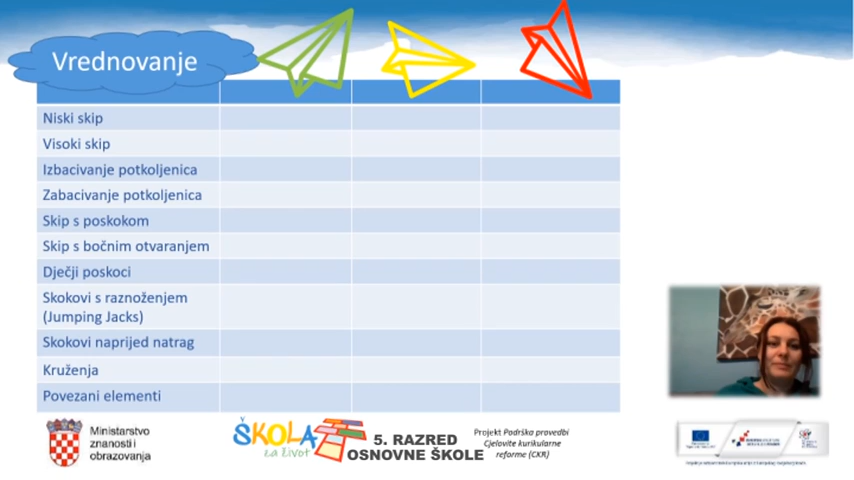 Vrednovanje
Niski skip
Visoki skip
Izbacivanje potkoljenica
Zabacivanje potkoljenica
Skip s poskokom
Skip s bočnim otvaranjem
Dječji poskoci
Skokovi s raznoženjem
(Jumping Jacks)
Skokovi naprijed natrag
Kruženja
Povezani elementi
Ministarstvo
znanosti i
obrazovanja
ŠKOLA
za život
5. RAZRED
OSNOVNE ŠKOLE
Projekt Podrška provedbi
Cjelovite kurikularne
reforme (CKR)